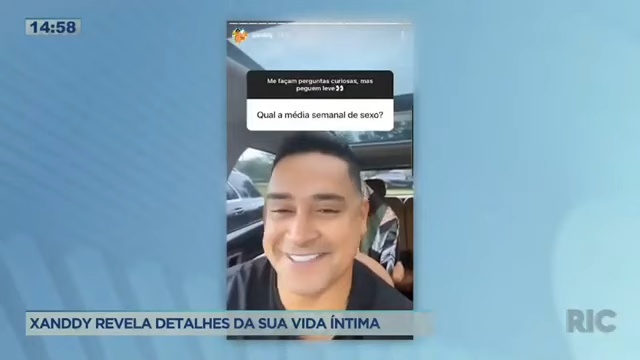 14:58
Me façam perguntas curiosas, mas
peguem leve👀
Qual a média semanal de sexo?
XANDDY REVELA DETALHES DA SUA VIDA ÍNTIMA
RIC